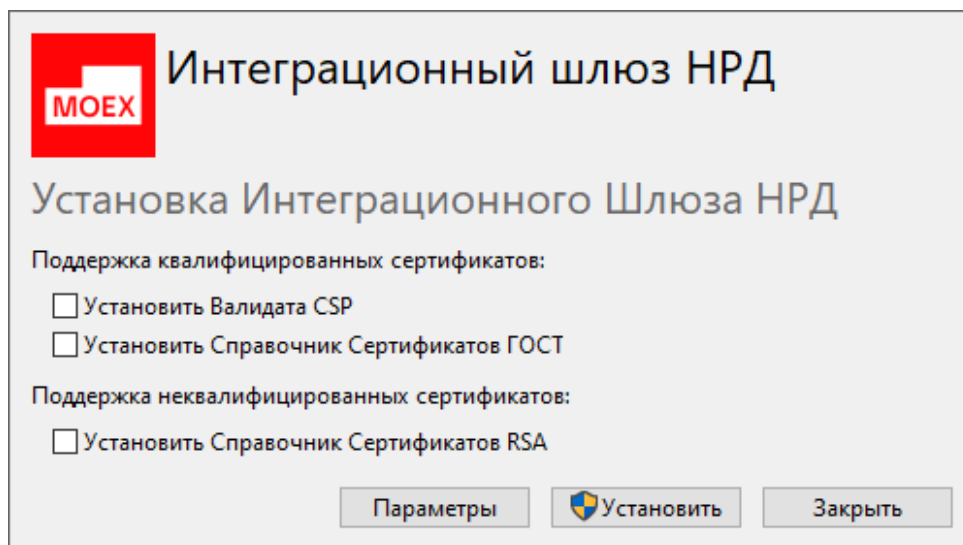 MOEX
Интеграционный шлюз НРД
Установка Интеграционного Шлюза НРД
Поддержка квалифицированных сертификатов:
Установить Валидата CSP
Установить Справочник Сертификатов ГОСТ
Поддержка неквалифицированных сертификатов:
Установить Справочник Сертификатов RSA
Параметры Установить Закрыть